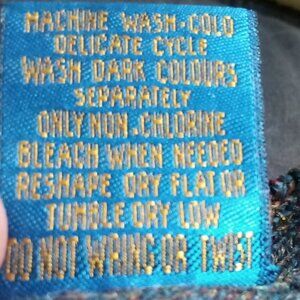 MACHINE WASH-COLD
DELICATE CYCLE
WASH DARK COLOURS
SEPARATELY
ONLY NON-CHLORINE
BLEACH WHEN NEEDED
RESHAPE DRY FLAT OR
TUMBLE DRY LOW
DO NOT WRING OR TWIST